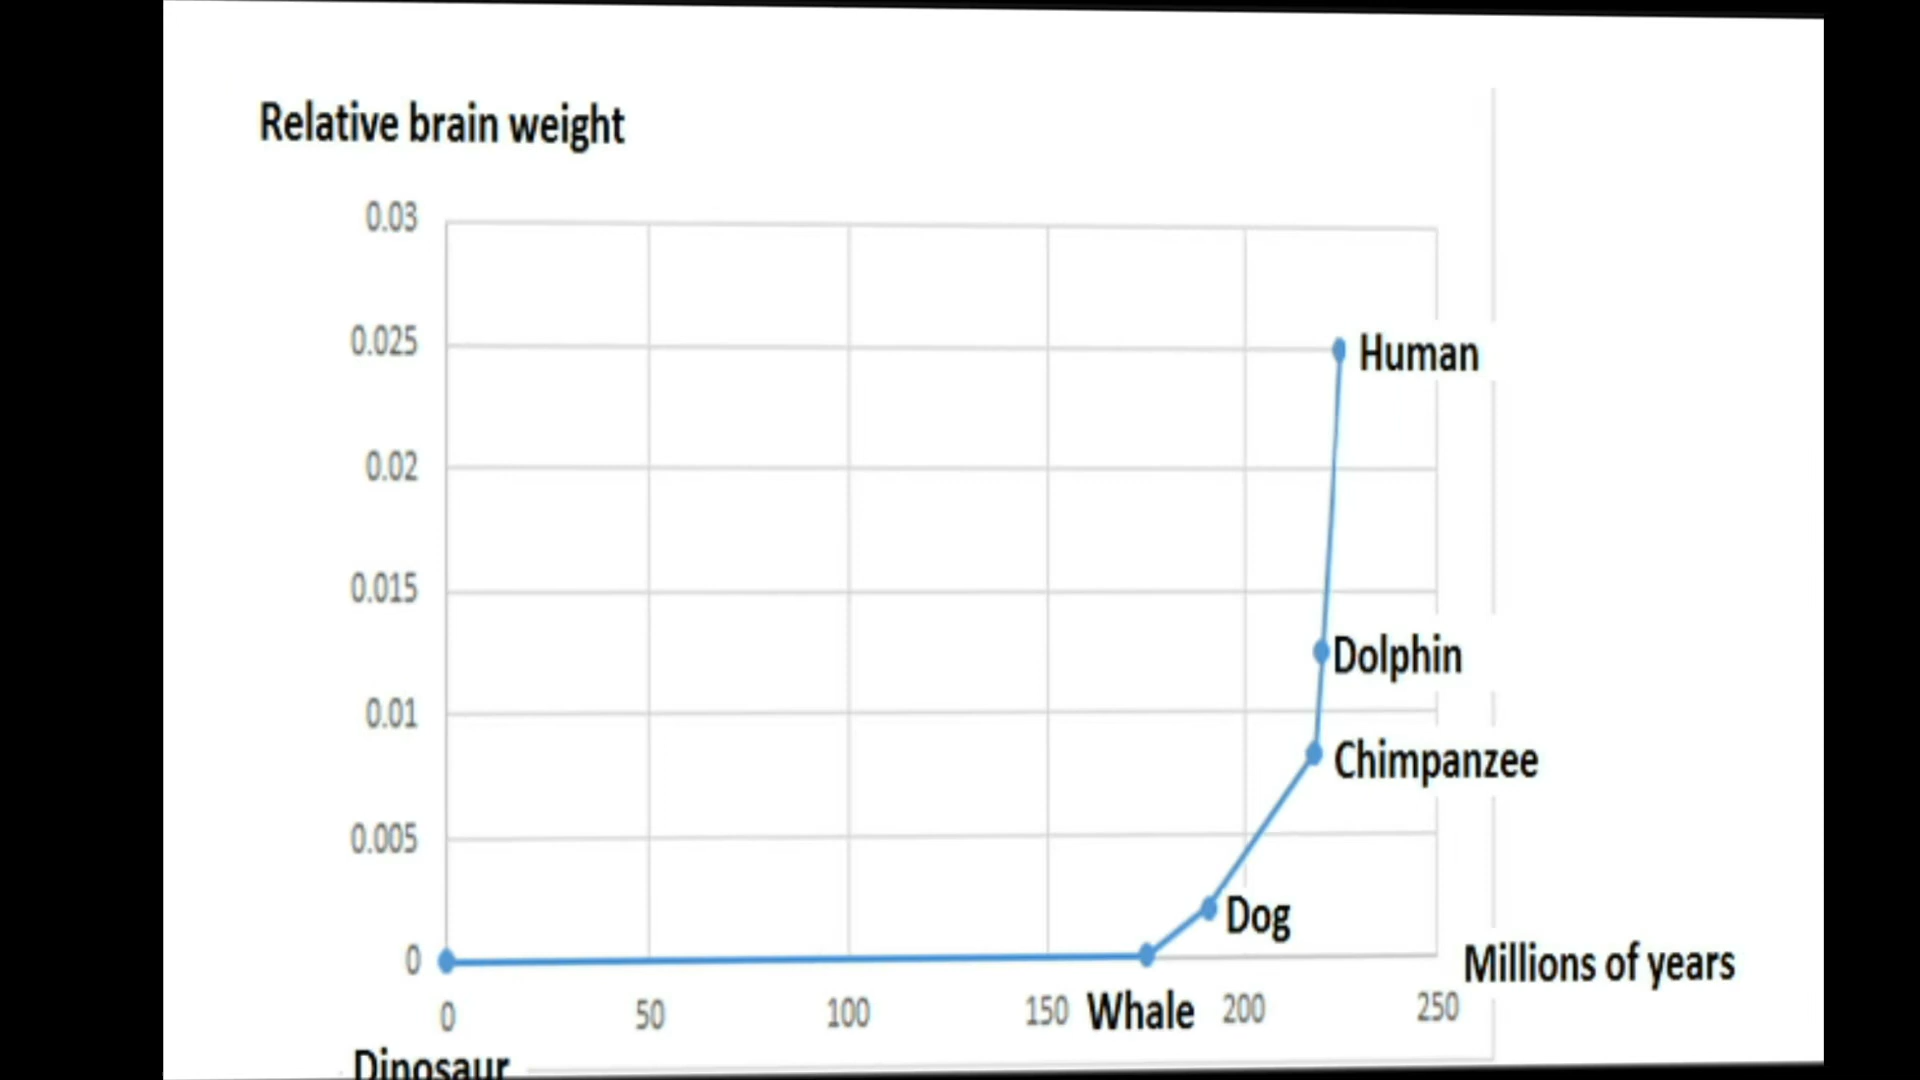 Relative brain weight
0.03
0.025
Human
0.02
0.015
Dolphin
0.01
Chimpanzee
0.005
Dog
0
Millions of years
0 50 100 150 Whale 200 250
Dinosaur